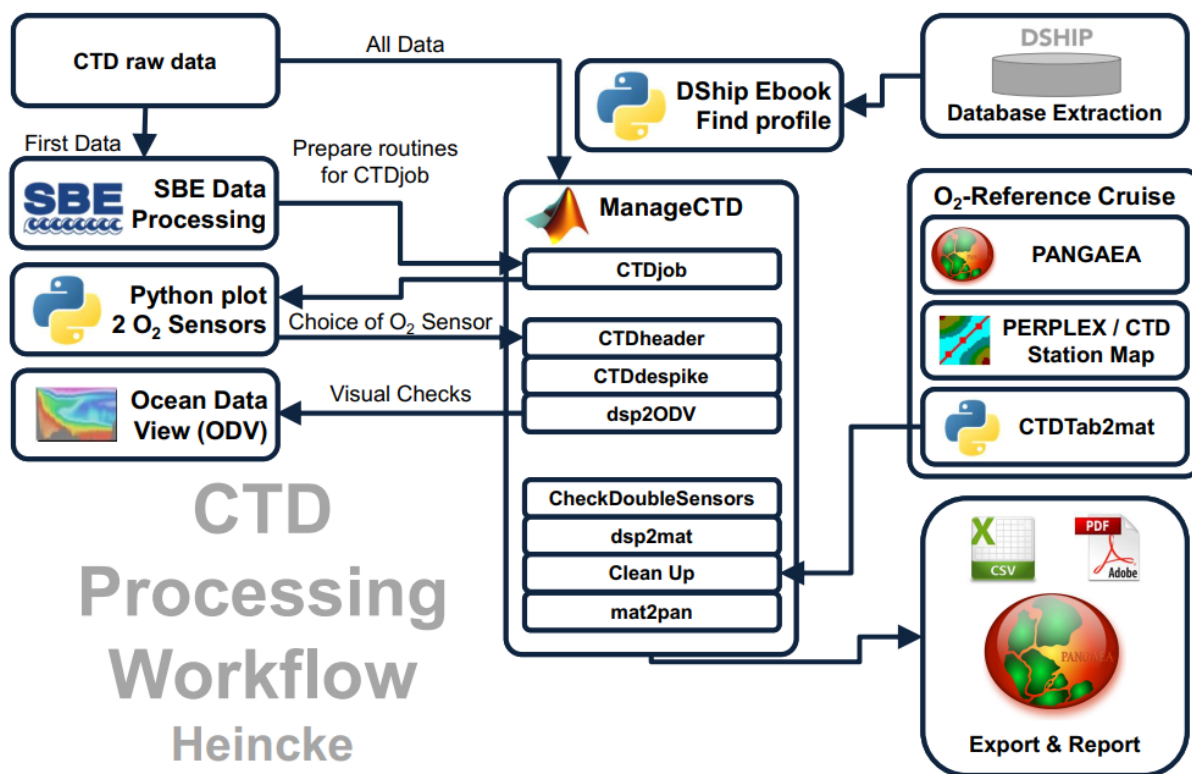 CTD raw data
All Data
DSHIP
Database Extraction
DShip Ebook
Find profile
First Data
Prepare routines
for CTDjob
SBE
SBE Data
Processing
ManageCTD
CTDjob
Python plot
2 O₂ Sensors
Choice of O₂ Sensor
CTDheader
CTDdespike
dsp2ODV
Visual Checks
Ocean Data
View (ODV)
CheckDoubleSensors
dsp2mat
Clean Up
mat2pan
O₂-Reference Cruise
PANGAEA
PERPLEX / CTD
Station Map
CTDTab2mat
X
CSV
PDF
Adobe
PANGAEA
Export & Report
CTD
Processing
Workflow
Heincke